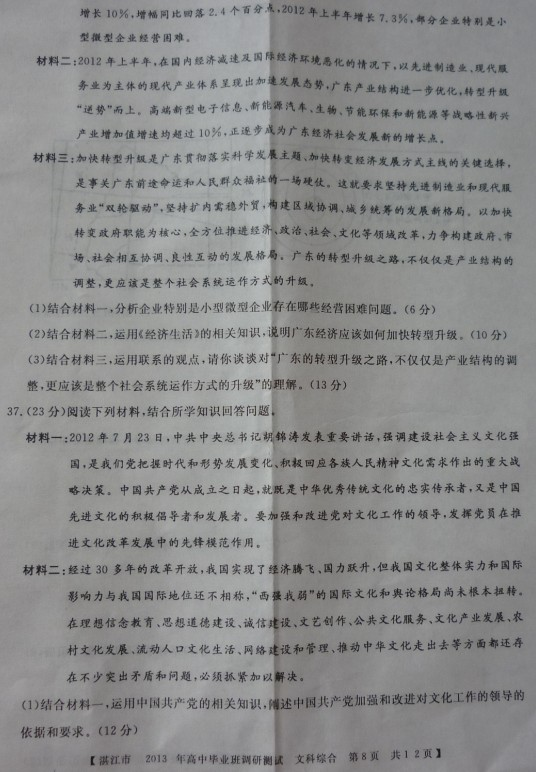 增长 10%,增幅同比回落 2.4 个百分点,2012 年上半年增长 7.3%,部分企业特别是小
型微型企业经营困难。
材料二:2012 年上半年,在国内经济减速及国际经济环境恶化的情况下,以先进制造业、现代服
务业为主体的现代产业体系呈现出加速发展态势,广东产业结构进一步优化,转型升级
“逆势”而上。高端新型电子信息、新能源汽车、生物、节能环保和新能源等战略性新兴
产业增加值增速均超过 10%,正逐步成为广东经济社会发展新的增长点。
材料三:加快转型升级是广东贯彻落实科学发展主题、加快转变经济发展方式主线的关键选择,
是事关广东前途命运和人民群众福祉的一场硬仗。这就要求坚持先进制造业和现代服
务业“双轮驱动”,坚持扩内需稳外贸,构建区域协调、城乡统筹的发展新格局。以加快
转变政府职能为核心,全方位推进经济、政治、社会、文化等领域改革,力争构建政府、市
场、社会相互协调、良性互动的发展格局。广东的转型升级之路,不仅仅是产业结构的
调整,更应该是整个社会系统运作方式的升级。
(1)结合材料一,分析企业特别是小型微型企业存在哪些经营困难问题。(6 分)
(2)结合材料二,运用《经济生活》的相关知识,说明广东经济应该如何加快转型升级。(10 分)
(3)结合材料三,运用联系的观点,请你谈谈对“广东的转型升级之路,不仅仅是产业结构的调
整,更应该是整个社会系统运作方式的升级”的理解。(13 分)
37.(23 分)阅读下列材料,结合所学知识回答问题。
材料一:2012 年 7 月 23 日,中共中央总书记胡锦涛发表重要讲话,强调建设社会主义文化强
国,是我们党把握时代和形势发展变化、积极回应各族人民精神文化需求作出的重大战
略决策。中国共产党从成立之日起,就既是中华优秀传统文化的忠实传承者,又是中国
先进文化的积极倡导者和发展者。要加强和改进党对文化工作的领导,发挥党员在推
进文化改革发展中的先锋模范作用。
材料二:经过 30 多年的改革开放,我国实现了经济腾飞、国力跃升,但我国文化整体实力和国际
影响力与我国国际地位还不相称,“西强我弱”的国际文化和舆论格局尚未根本扭转。
在理想信念教育、思想道德建设、诚信建设、文艺创作、公共文化服务、文化产业发展、农
村文化发展、流动人口文化生活、网络建设和管理、推动中华文化走出去等方面都还存
在不少突出矛盾和问题,必须抓紧加以解决。
(1)结合材料一,运用中国共产党的相关知识,阐述中国共产党加强和改进对文化工作的领导的
依据和要求。(12 分)
【湛江市 2013 年高中毕业班调研测试 文科综合 第 8 页 共 1 2 页】